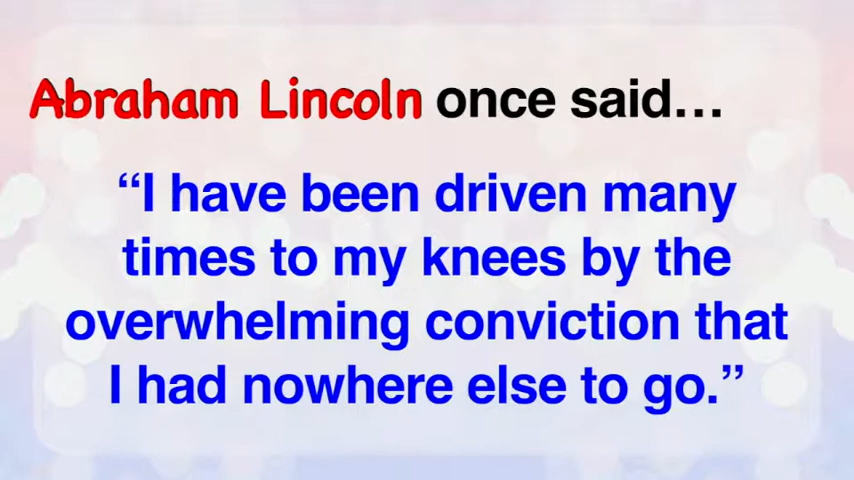 Abraham Lincoln once said…
“I have been driven many
times to my knees by the
overwhelming conviction that
I had nowhere else to go.”